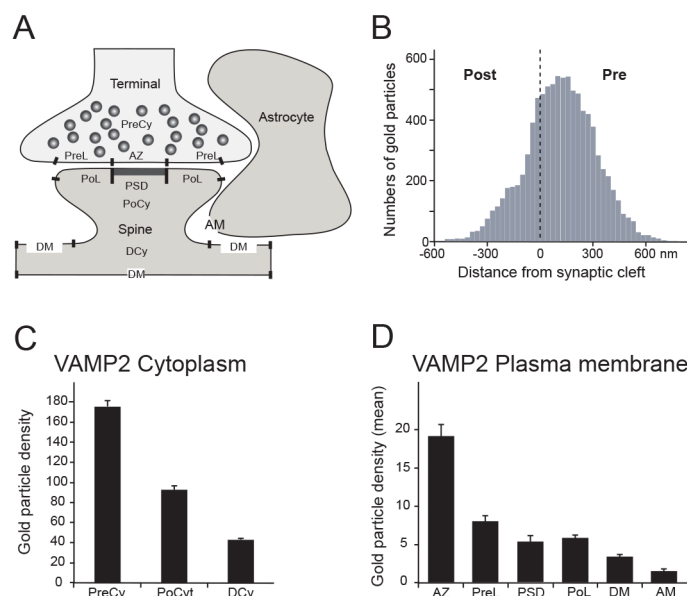 A
Terminal
PreCy
PreL AZ PreL
PoL PSD PoL
PoCy
Spine
DCy
Astrocyte
AM
DM DM
DM
B
Numbers of gold particles
600
400
200
0
Post Pre
-600 -300 0 300 600 nm
Distance from synaptic cleft
C
VAMP2 Cytoplasm
Gold particle density
180
160
140
120
100
80
60
40
20
0
PreCy PoCyt DCy
D
VAMP2 Plasma membrane
Gold particle density (mean)
20
15
10
5
0
AZ PreL PSD PoL DM AM